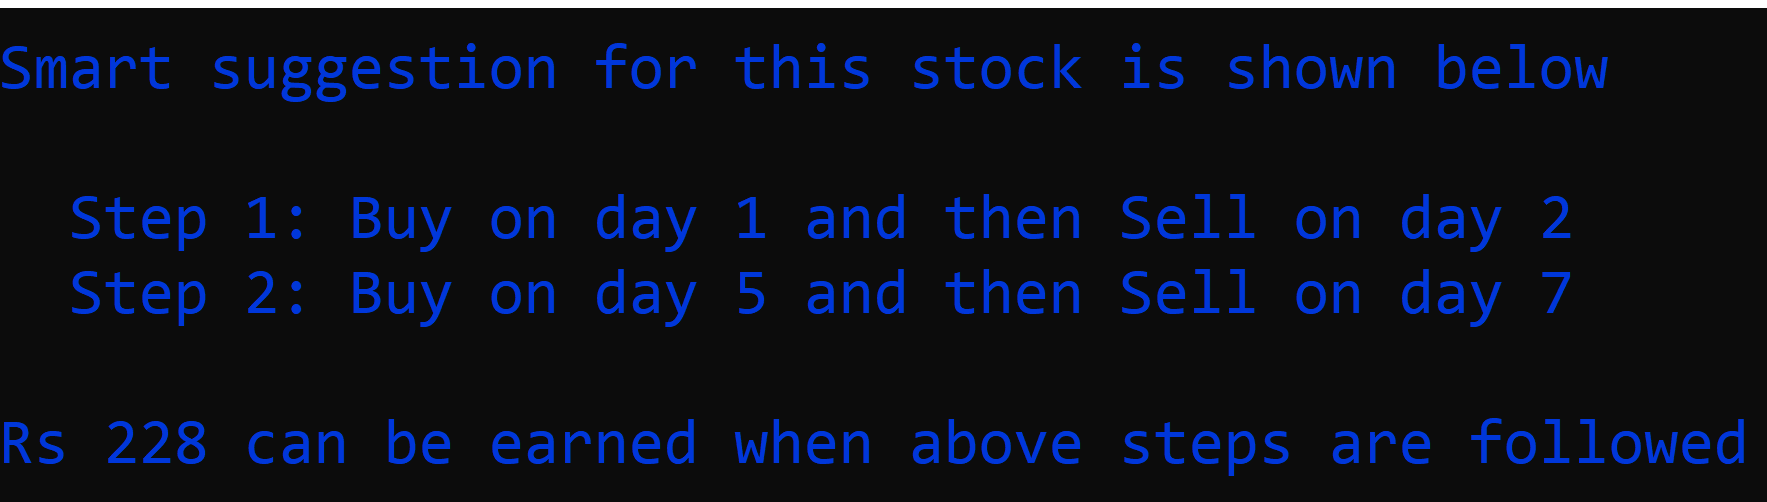 Smart suggestion for this stock is shown below
Step 1: Buy on day 1 and then Sell on day 2
Step 2: Buy on day 5 and then Sell on day 7
Rs 228 can be earned when above steps are followed